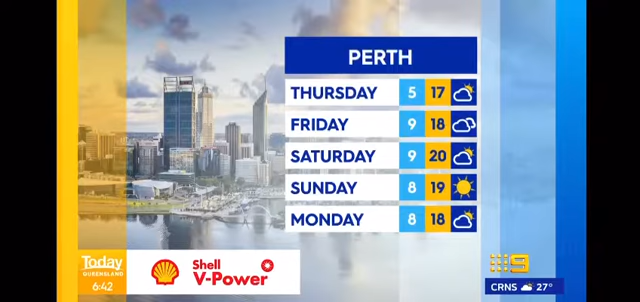 PERTH
THURSDAY 5 17
FRIDAY 9 18
SATURDAY 9 20
SUNDAY 8 19
MONDAY 8 18
Today
QUEENSLAND
6:42
Shell
V-Power
9
CRNS 27°